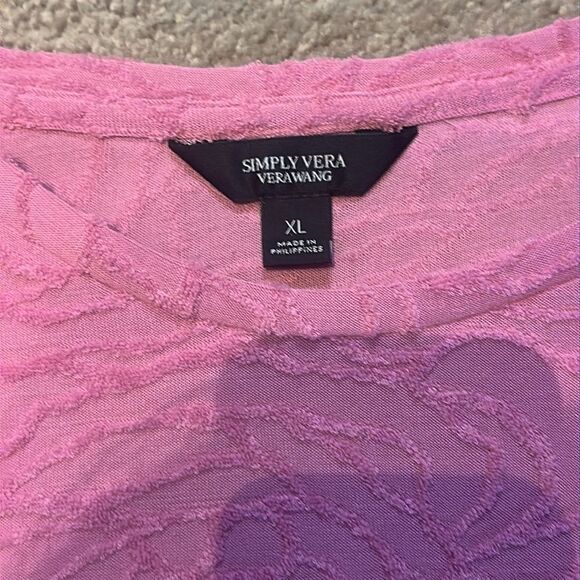 SIMPLY VERA
VERAWANG
XL
MADE IN
PHILIPPINES